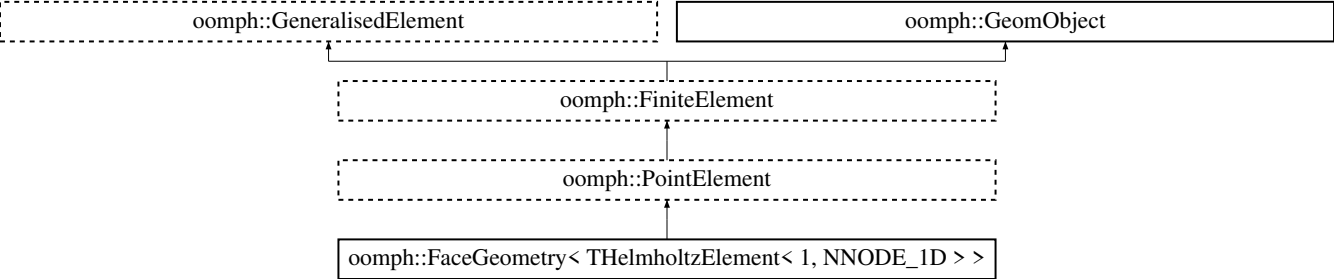 oomph::GeneralisedElement
oomph::GeomObject
oomph::FiniteElement
oomph::PointElement
oomph::FaceGeometry< THelmholtzElement< 1, NNODE_1D > >